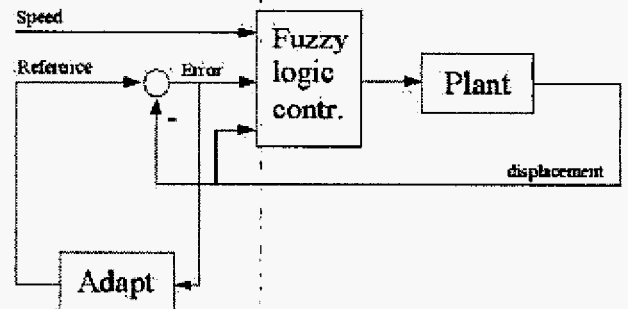 Speed
Reference
Error
-
Fuzzy
logic
contr.
Plant
displacement
Adapt